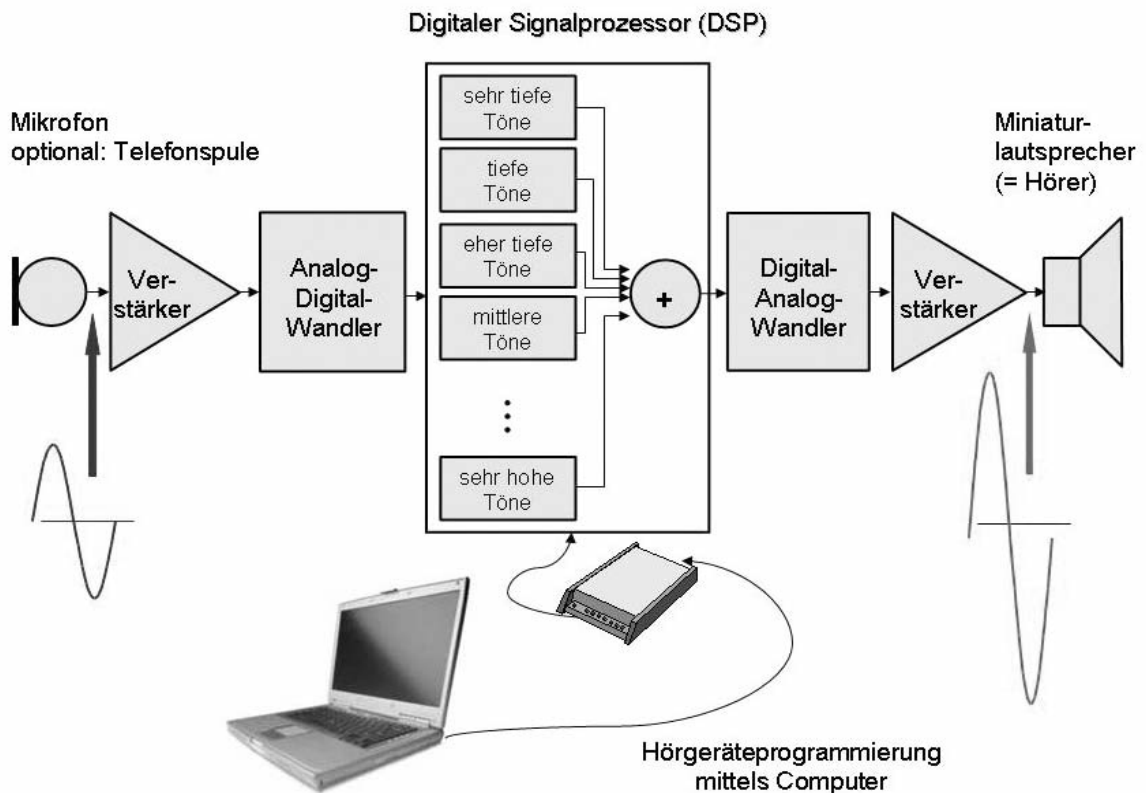 Digitaler Signalprozessor (DSP)
Mikrofon
optional: Telefonspule
Ver-
stärker
Analog-
Digital-
Wandler
sehr tiefe
Töne
tiefe
Töne
eher tiefe
Töne
mittlere
Töne
sehr hohe
Töne
+
Digital-
Analog-
Wandler
Ver-
stärker
Miniatur-
lautsprecher
(= Hörer)
Hörgeräteprogrammierung
mittels Computer